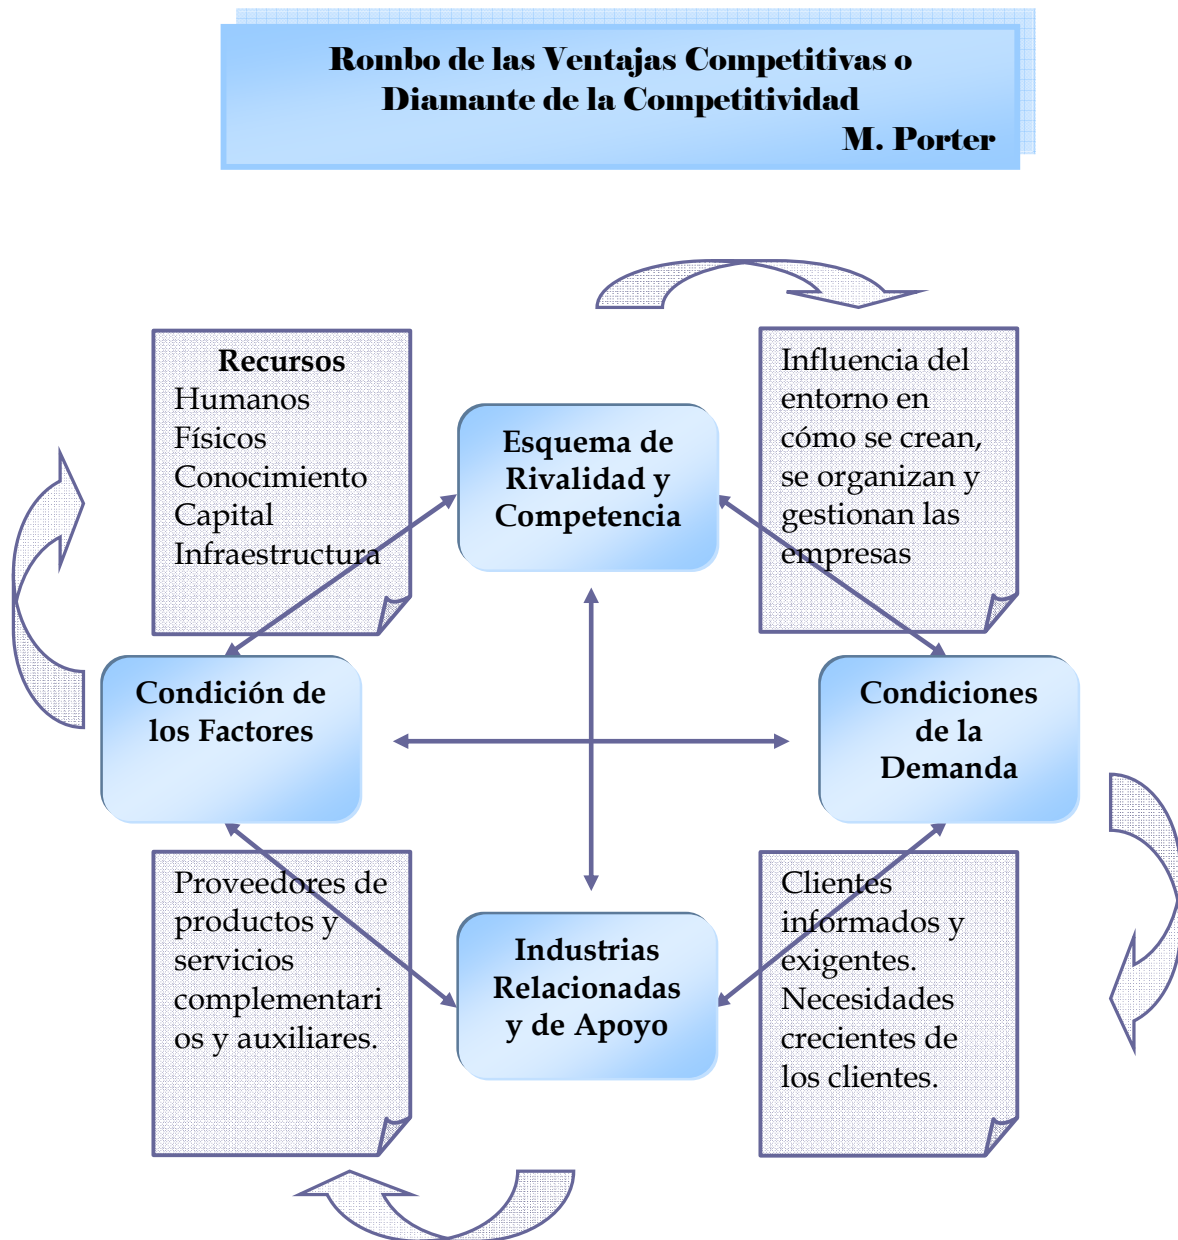 Rombo de las Ventajas Competitivas o
Diamante de la Competitividad
M. Porter
Recursos
Humanos
Físicos
Conocimiento
Capital
Infraestructura
Esquema de
Rivalidad y
Competencia
Influencia del
entorno en
cómo se crean,
se organizan y
gestionan las
empresas
Condición de
los Factores
Condiciones
de la
Demanda
Proveedores de
productos y
servicios
complementari
os y auxiliares.
Industrias
Relacionadas
y de Apoyo
Clientes
informados y
exigentes.
Necesidades
crecientes de
los clientes.